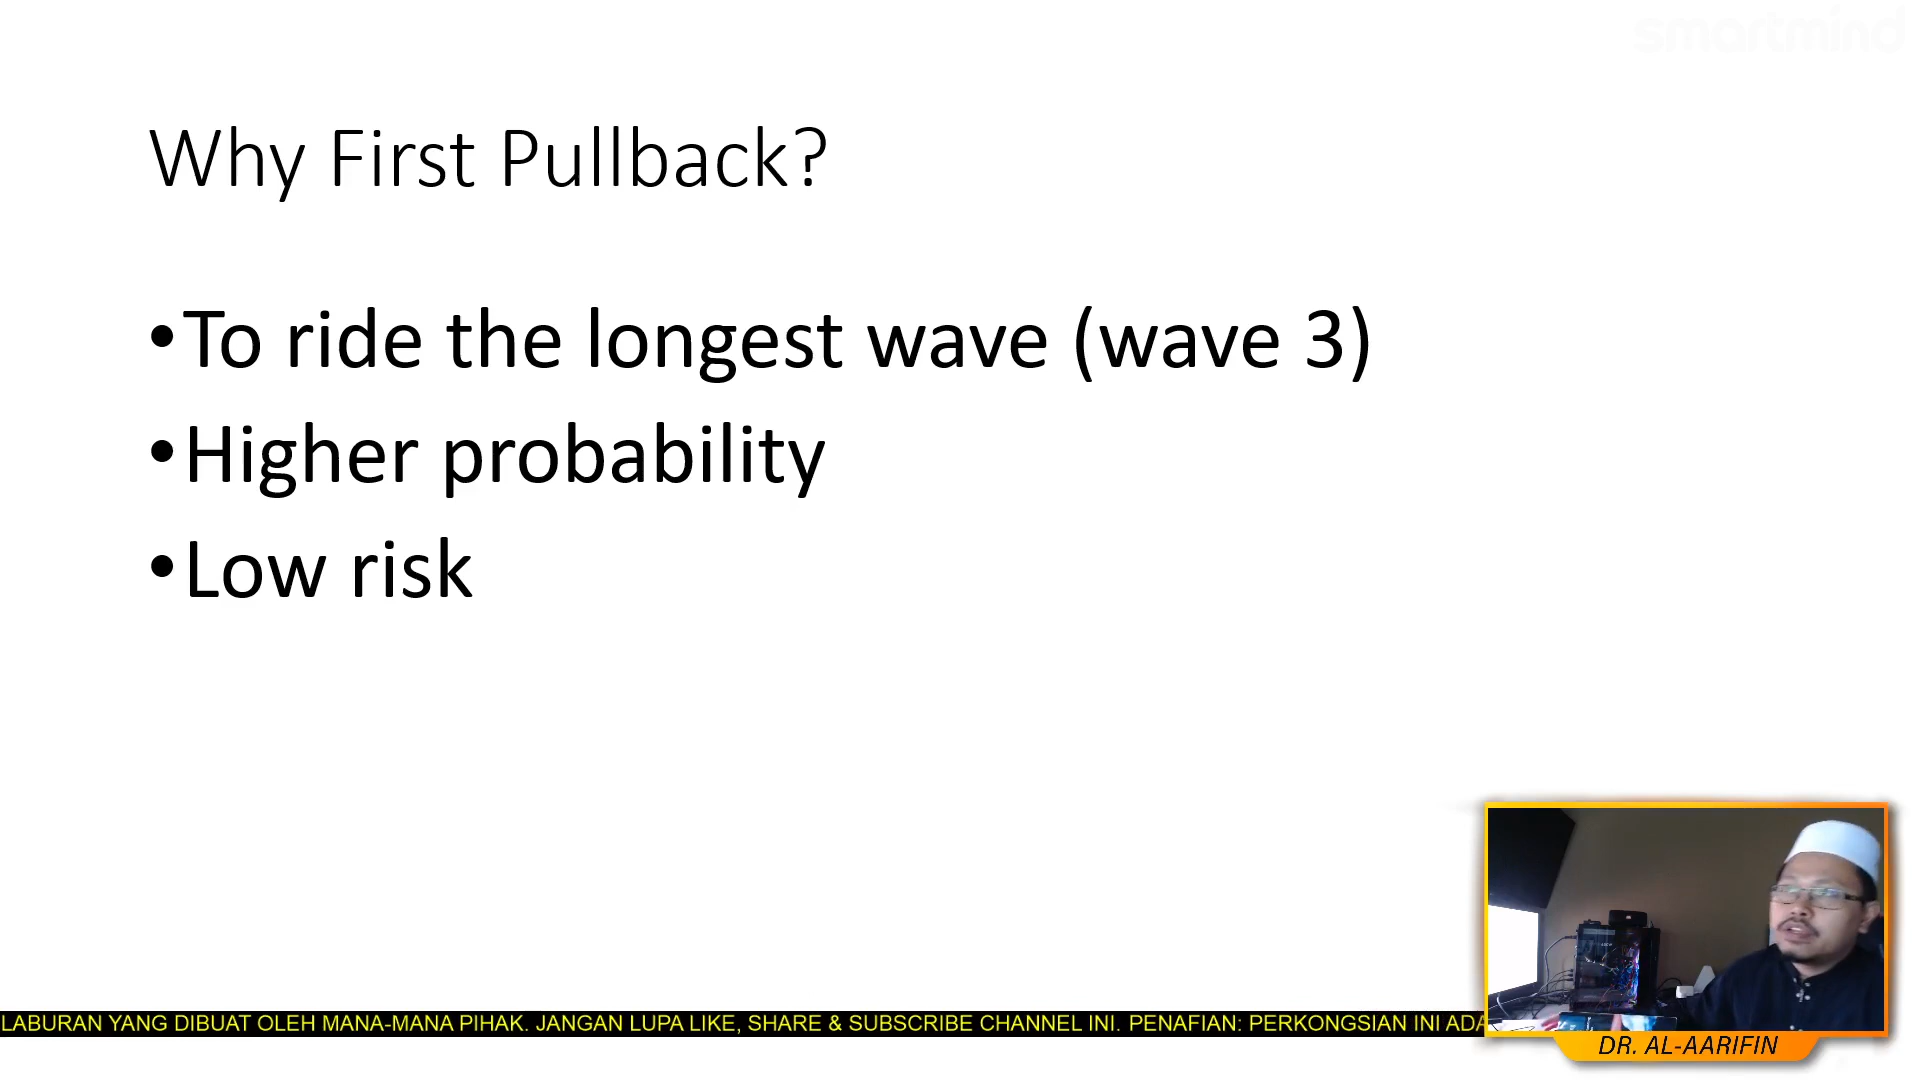 smartmind
Why First Pullback?
•To ride the longest wave (wave 3)
•Higher probability
•Low risk
LABURAN YANG DIBUAT OLEH MANA-MANA PIHAK. JANGAN LUPA LIKE, SHARE & SUBSCRIBE CHANNEL INI. PENAFIAN: PERKONGSIAN INI ADA
DR. AL-AARIFIN